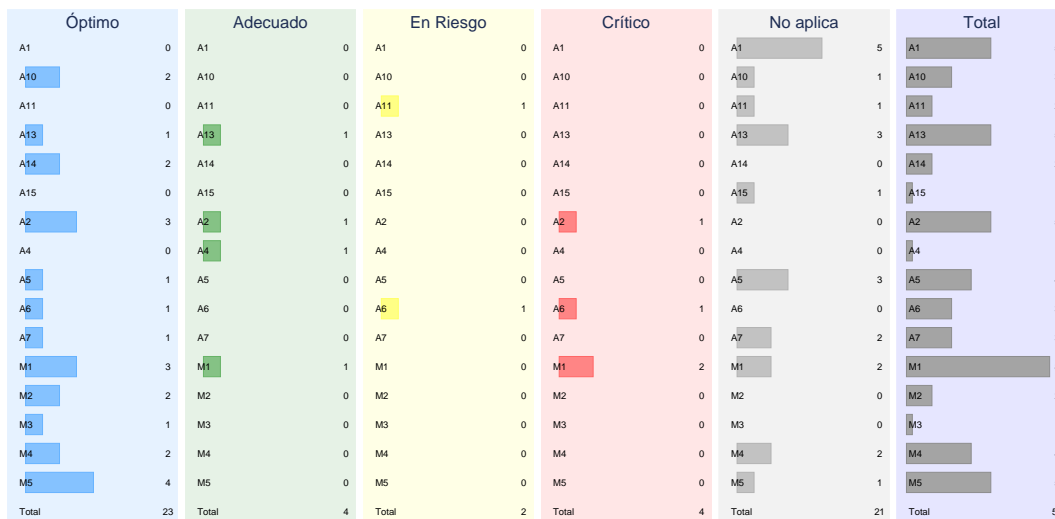 Óptimo Adecuado En Riesgo Crítico No aplica Total
A1 0 A1 0 A1 0 A1 0 A1 5 A1
A10 2 A10 0 A10 0 A10 0 A10 1 A10
A11 0 A11 0 A11 1 A11 0 A11 1 A11
A13 1 A13 1 A13 0 A13 0 A13 3 A13
A14 2 A14 0 A14 0 A14 0 A14 0 A14
A15 0 A15 0 A15 0 A15 0 A15 1 A15
A2 3 A2 1 A2 0 A2 1 A2 0 A2
A4 0 A4 1 A4 0 A4 0 A4 0 A4
A5 1 A5 0 A5 0 A5 0 A5 3 A5
A6 1 A6 0 A6 1 A6 1 A6 0 A6
A7 1 A7 0 A7 0 A7 0 A7 2 A7
M1 3 M1 1 M1 0 M1 2 M1 2 M1
M2 2 M2 0 M2 0 M2 0 M2 0 M2
M3 1 M3 0 M3 0 M3 0 M3 0 M3
M4 2 M4 0 M4 0 M4 0 M4 2 M4
M5 4 M5 0 M5 0 M5 0 M5 1 M5
Total 23 Total 4 Total 2 Total 4 Total 21 Total